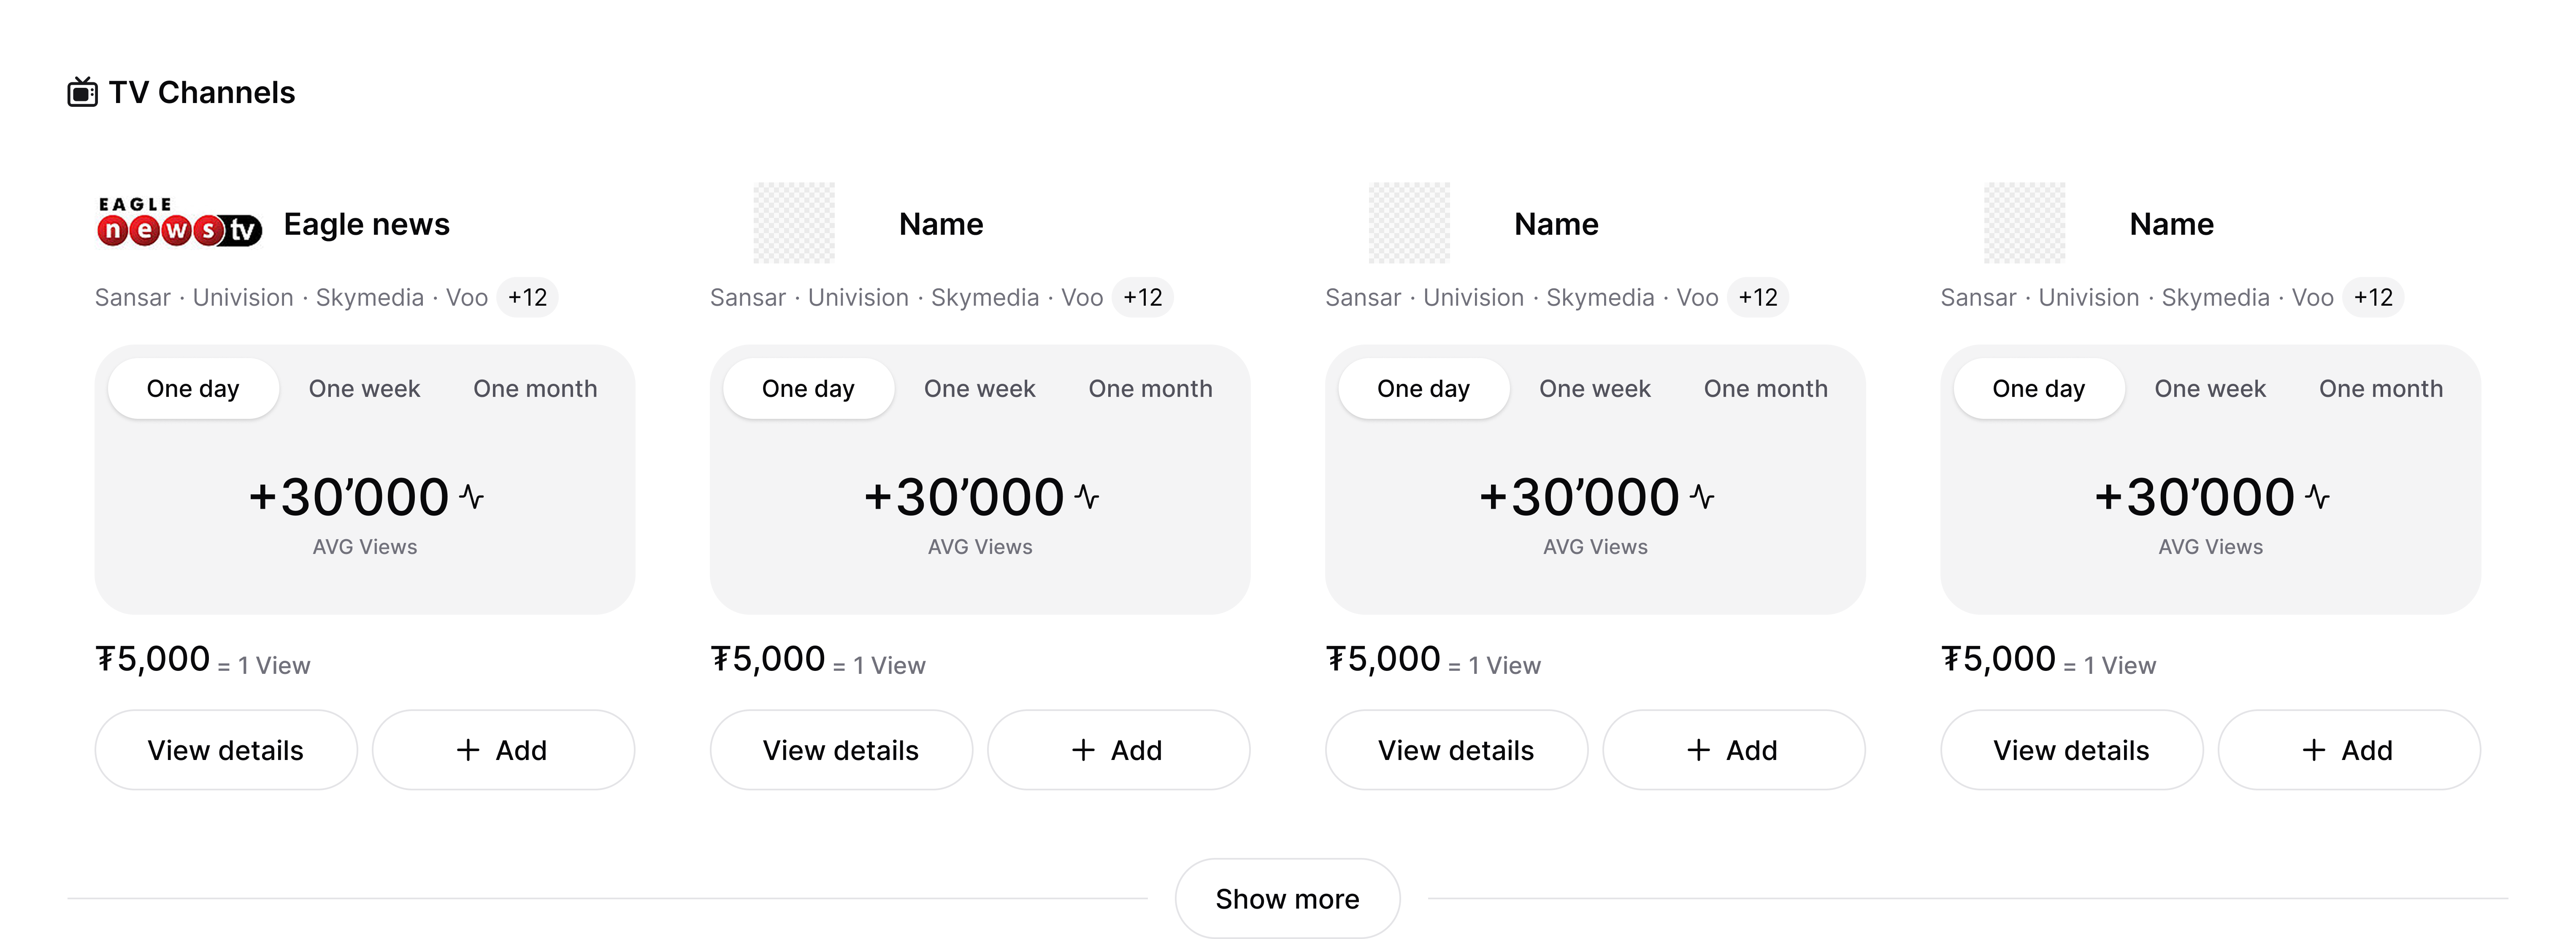 TV Channels
EAGLE
news tv
Eagle news
Sansar · Univision · Skymedia · Voo +12
One day One week One month
+30’000
AVG Views
₮5,000 = 1 View
View details + Add
Name
Sansar · Univision · Skymedia · Voo +12
One day One week One month
+30’000
AVG Views
₮5,000 = 1 View
View details + Add
Name
Sansar · Univision · Skymedia · Voo +12
One day One week One month
+30’000
AVG Views
₮5,000 = 1 View
View details + Add
Name
Sansar · Univision · Skymedia · Voo +12
One day One week One month
+30’000
AVG Views
₮5,000 = 1 View
View details + Add
Show more